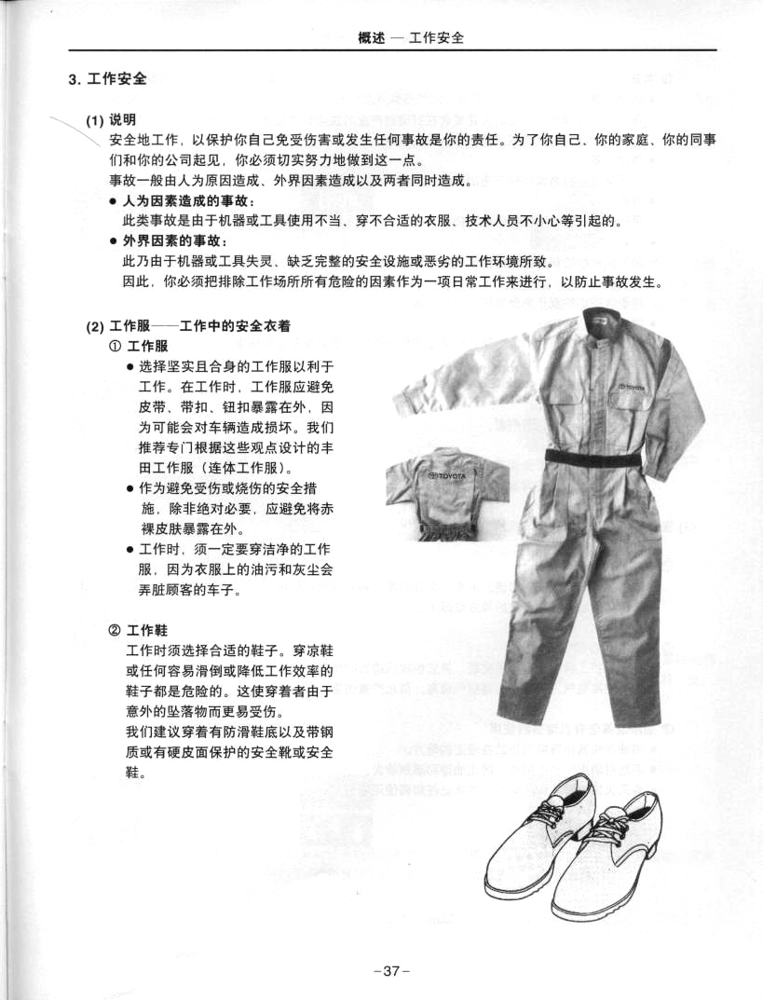 概述 — 工作安全
3. 工作安全
(1) 说明
安全地工作，以保护你自己免受伤害或发生任何事故是你的责任。为了你自己、你的家庭、你的同事
们和你的公司起见，你必须切实努力地做到这一点。
事故一般由人为原因造成、外界因素造成以及两者同时造成。
● 人为因素造成的事故：
此类事故是由于机器或工具使用不当、穿不合适的衣服、技术人员不小心等引起的。
● 外界因素的事故：
此乃由于机器或工具失灵、缺乏完整的安全设施或恶劣的工作环境所致。
因此，你必须把排除工作场所所有危险的因素作为一项日常工作来进行，以防止事故发生。
(2) 工作服——工作中的安全衣着
① 工作服
● 选择坚实且合身的工作服以利于
工作。在工作时，工作服应避免
皮带、带扣、钮扣暴露在外，因
为可能会对车辆造成损坏。我们
推荐专门根据这些观点设计的丰
田工作服（连体工作服）。
● 作为避免受伤或烧伤的安全措
施，除非绝对必要，应避免将赤
裸皮肤暴露在外。
● 工作时，须一定要穿洁净的工作
服，因为衣服上的油污和灰尘会
弄脏顾客的车子。
② 工作鞋
工作时须选择合适的鞋子。穿凉鞋
或任何容易滑倒或降低工作效率的
鞋子都是危险的。这使穿着者由于
意外的坠落物而更易受伤。
我们建议穿着有防滑鞋底以及带钢
质或有硬皮面保护的安全靴或安全
鞋。
TOYOTA
TOYOTA
-37-